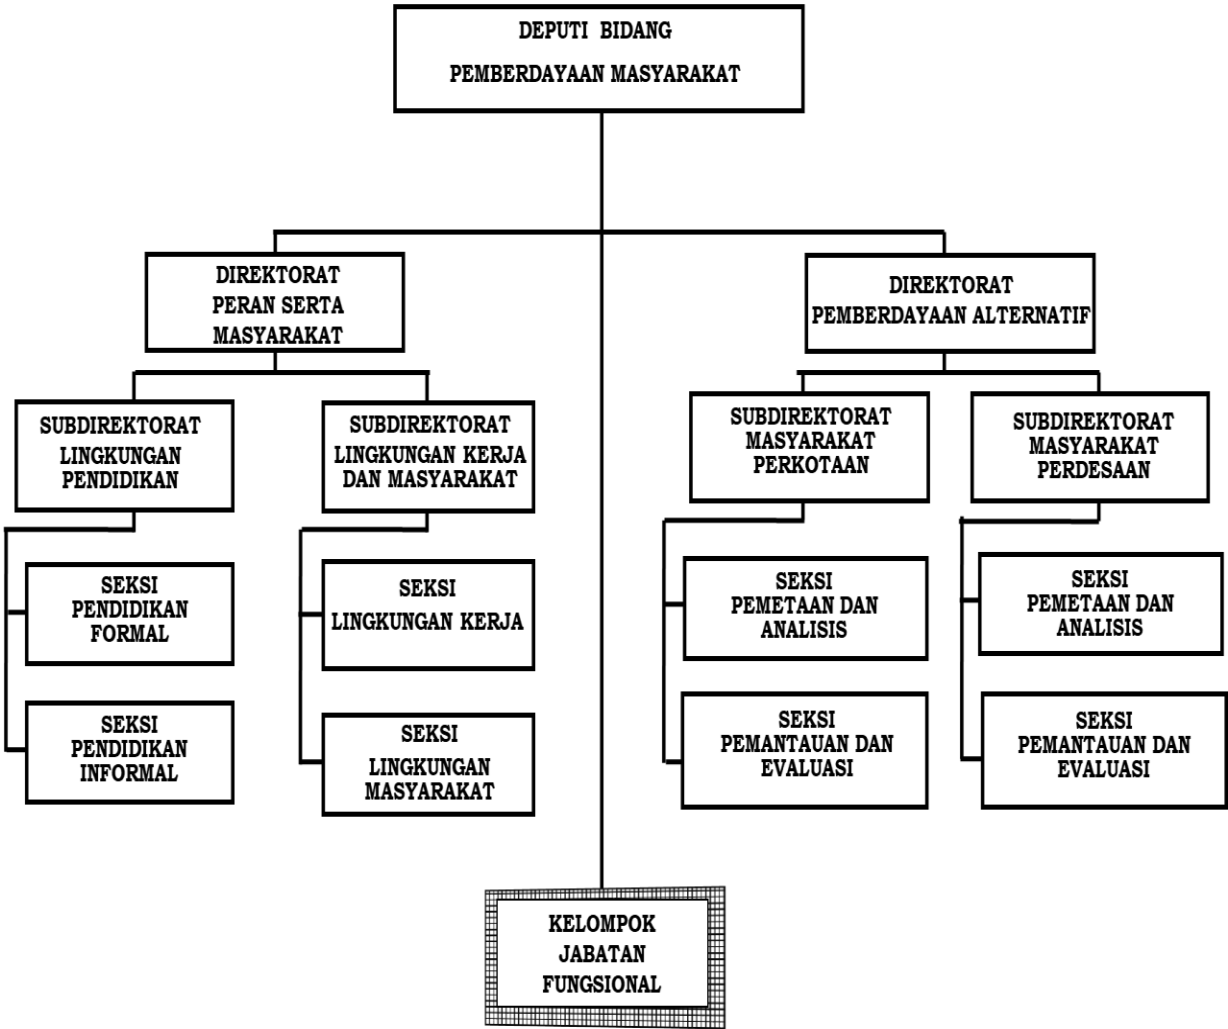 DEPUTI BIDANG
PEMBERDAYAAN MASYARAKAT
DIREKTORAT
PERAN SERTA
MASYARAKAT
DIREKTORAT
PEMBERDAYAAN ALTERNATIF
SUBDIREKTORAT
LINGKUNGAN
PENDIDIKAN
SUBDIREKTORAT
LINGKUNGAN KERJA
DAN MASYARAKAT
SUBDIREKTORAT
MASYARAKAT
PERKOTAAN
SUBDIREKTORAT
MASYARAKAT
PERDESAAN
SEKSI
PENDIDIKAN
FORMAL
SEKSI
LINGKUNGAN KERJA
SEKSI
PEMETAAN DAN
ANALISIS
SEKSI
PEMETAAN DAN
ANALISIS
SEKSI
PENDIDIKAN
INFORMAL
SEKSI
LINGKUNGAN
MASYARAKAT
SEKSI
PEMANTAUAN DAN
EVALUASI
SEKSI
PEMANTAUAN DAN
EVALUASI
KELOMPOK
JABATAN
FUNGSIONAL